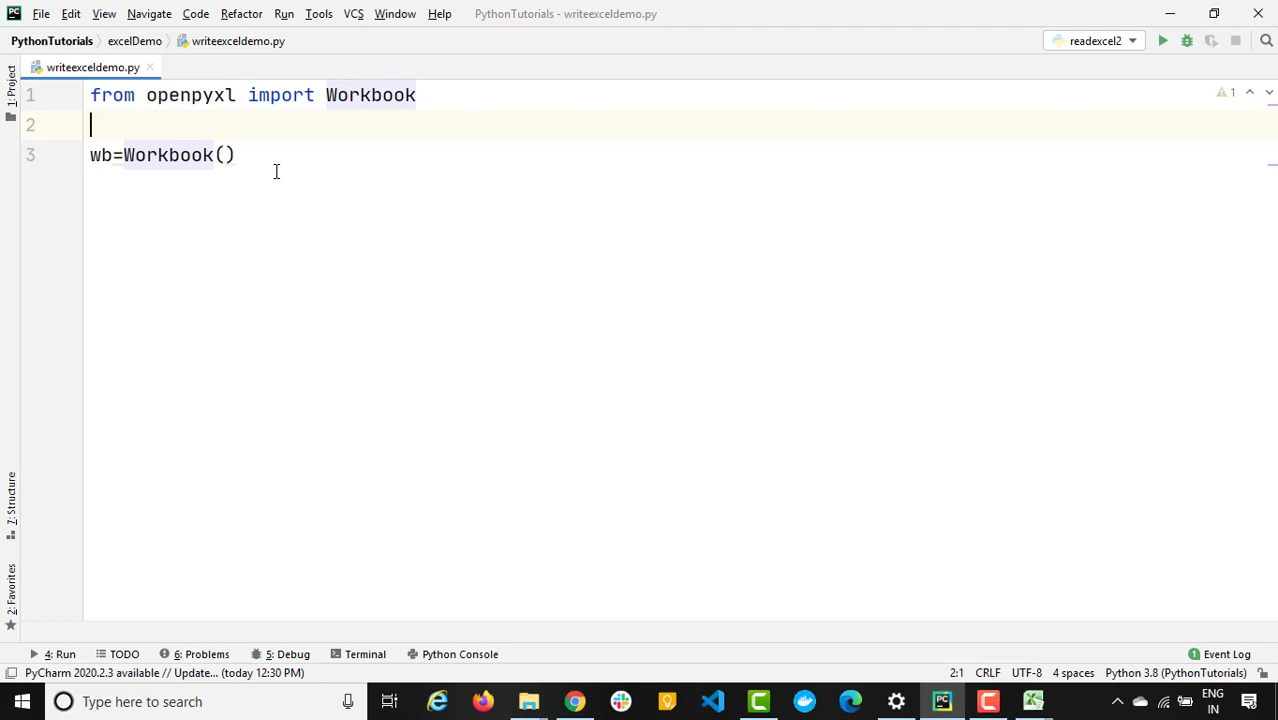 File Edit View Navigate Code Refactor Run Tools VCS Window Help PythonTutorials - writeexceldemo.py
PythonTutorials excelDemo writeexceldemo.py readexcel2
writeexceldemo.py
1: Project
1 from openpyxl import Workbook
1
2
3 wb=Workbook()
7: Structure
2: Favorites
4: Run TODO 6: Problems 5: Debug Terminal Python Console 1 Event Log
PyCharm 2020.2.3 available // Update... (today 12:30 PM) 2:1 CRLF UTF-8 4 spaces Python 3.8 (PythonTutorials)
Type here to search
ENG
IN